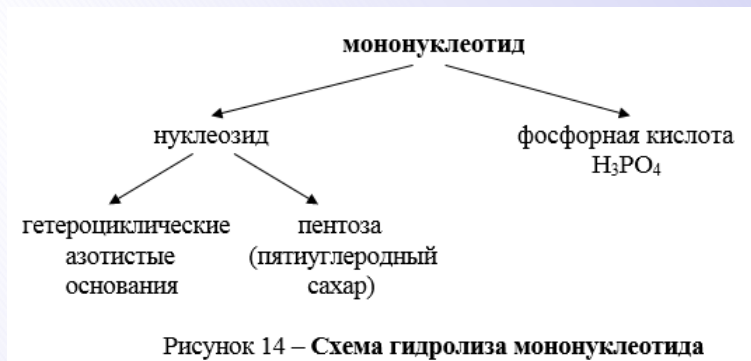 мононуклеотид
нуклеозид
фосфорная кислота
H₃PO₄
гетероциклические
азотистые
основания
пентоза
(пятиуглеродный
сахар)
Рисунок 14 – Схема гидролиза мононуклеотида